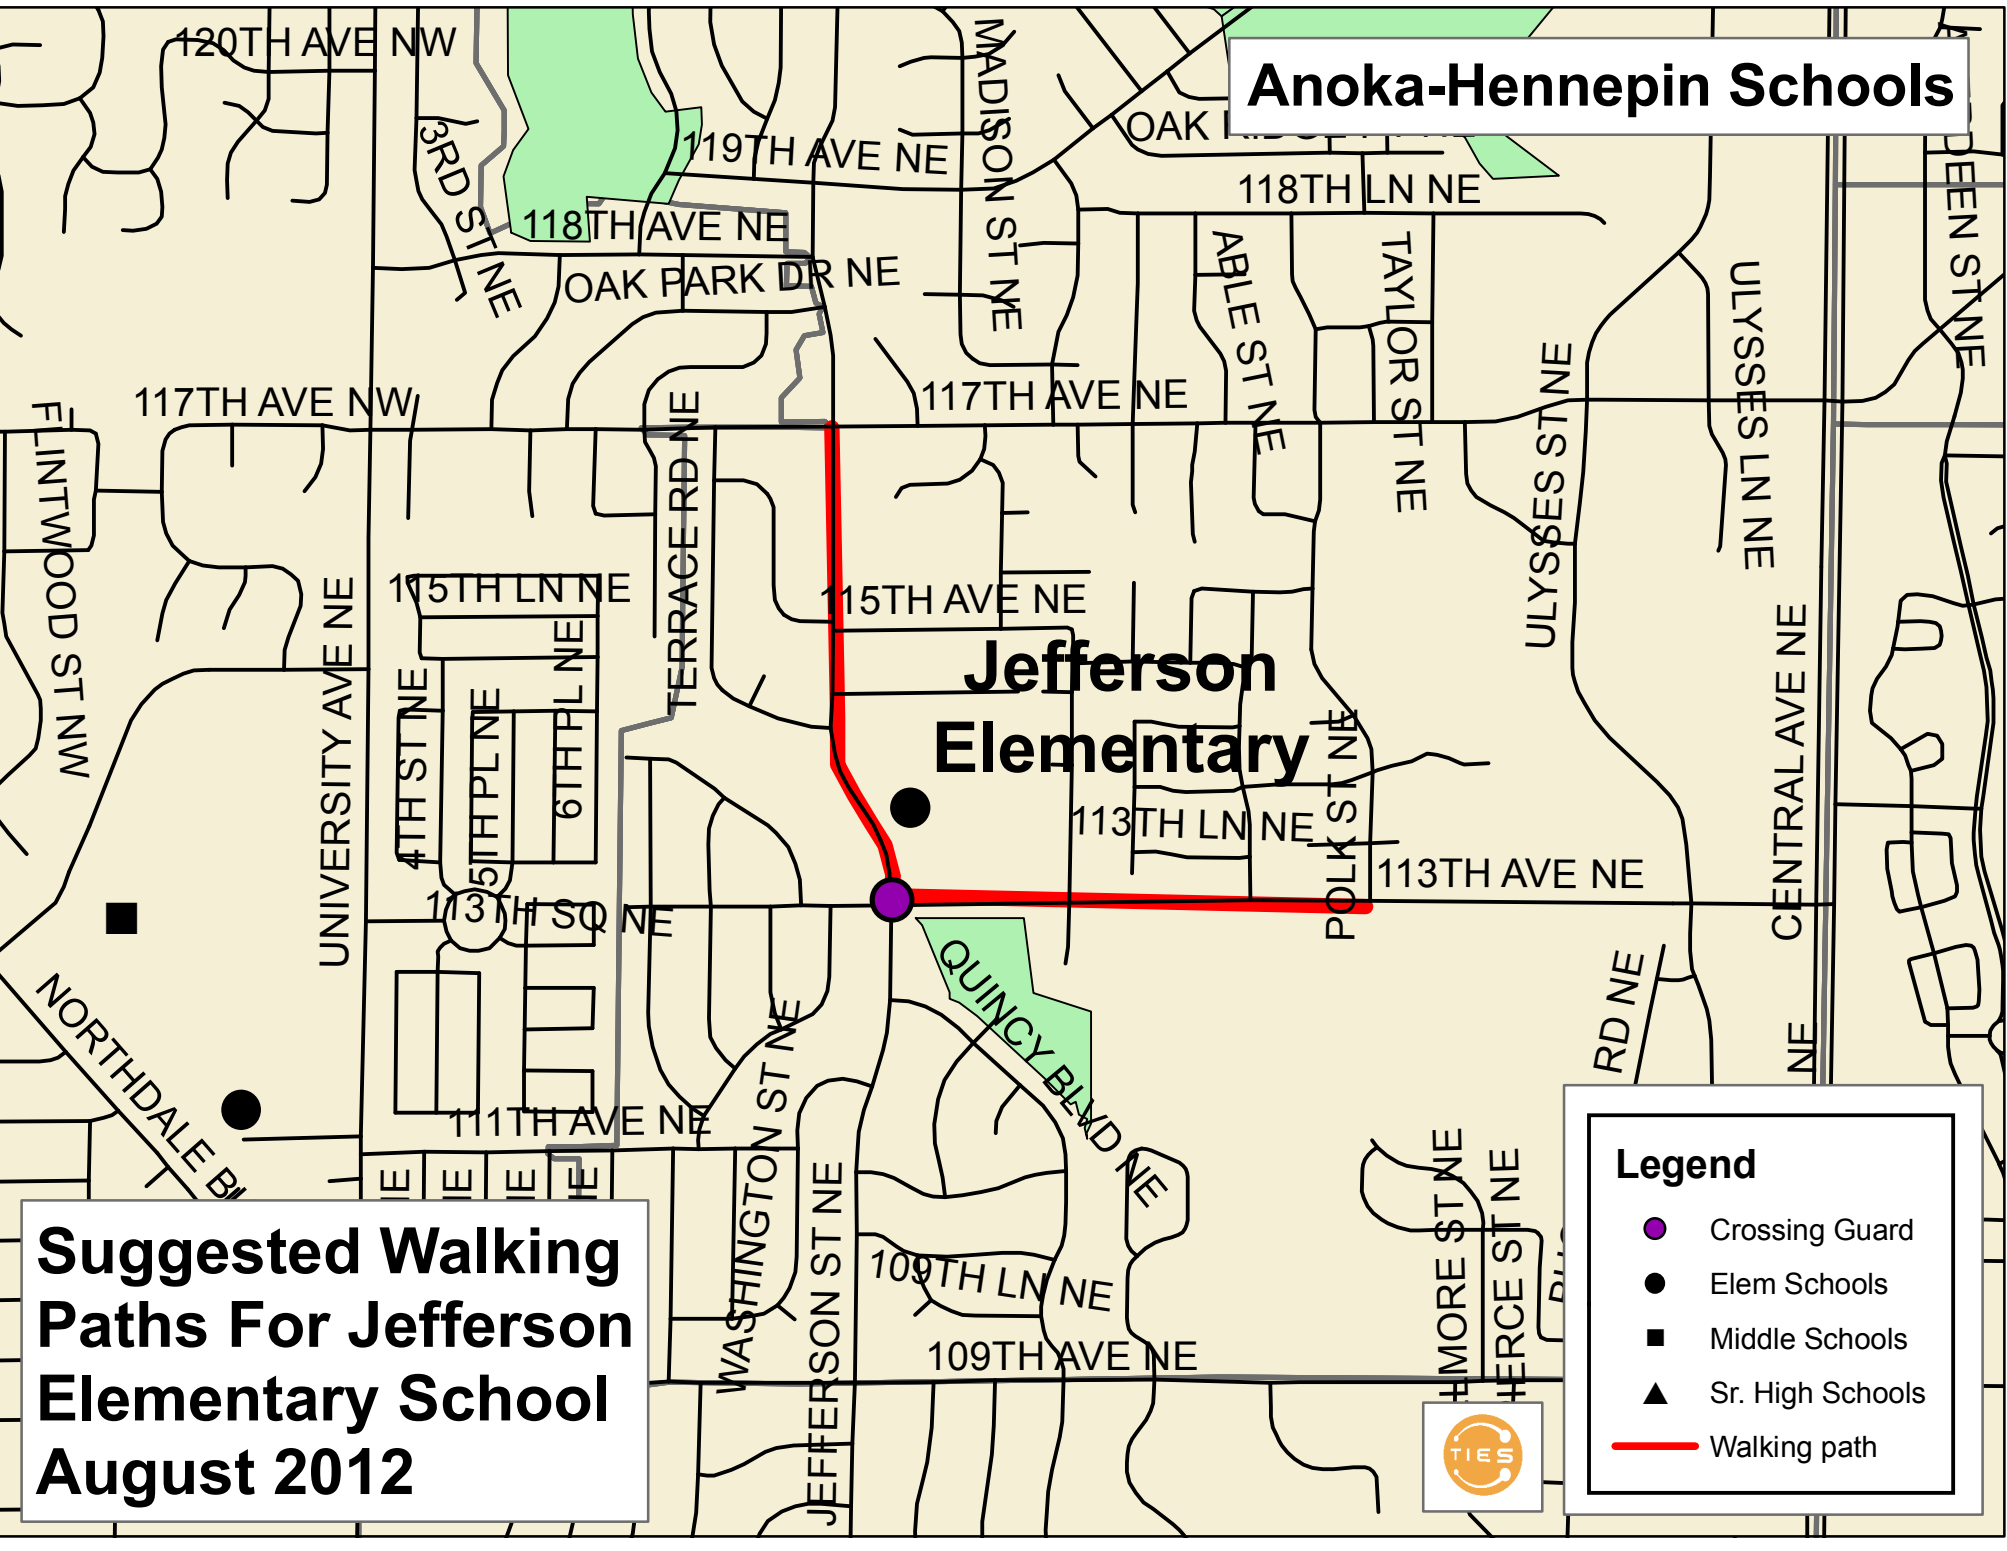 120TH AVE NW
MADISON ST NE
Anoka-Hennepin Schools
3RD ST NE
119TH AVE NE
OAK
118TH LN NE
118TH AVE NE
OAK PARK DR NE
ABLE ST NE
TAYLOR ST NE
ULYSSES LN NE
ULYSSES ST NE
117TH AVE NW
117TH AVE NE
FLINTWOOD ST NW
TERRACE RD NE
115TH LN NE
115TH AVE NE
UNIVERSITY AVE NE
4TH ST NE
5TH PL NE
6TH PL NE
Jefferson
Elementary
POLK ST NE
CENTRAL AVE NE
113TH LN NE
113TH AVE NE
113TH SQ NE
QUINCY BLVD NE
NORTHDALE
RD NE
NE
111TH AVE NE
WASHINGTON ST NE
JEFFERSON ST NE
109TH LN NE
109TH AVE NE
Suggested Walking
Paths For Jefferson
Elementary School
August 2012
TIES
Legend
Crossing Guard
Elem Schools
Middle Schools
Sr. High Schools
Walking path